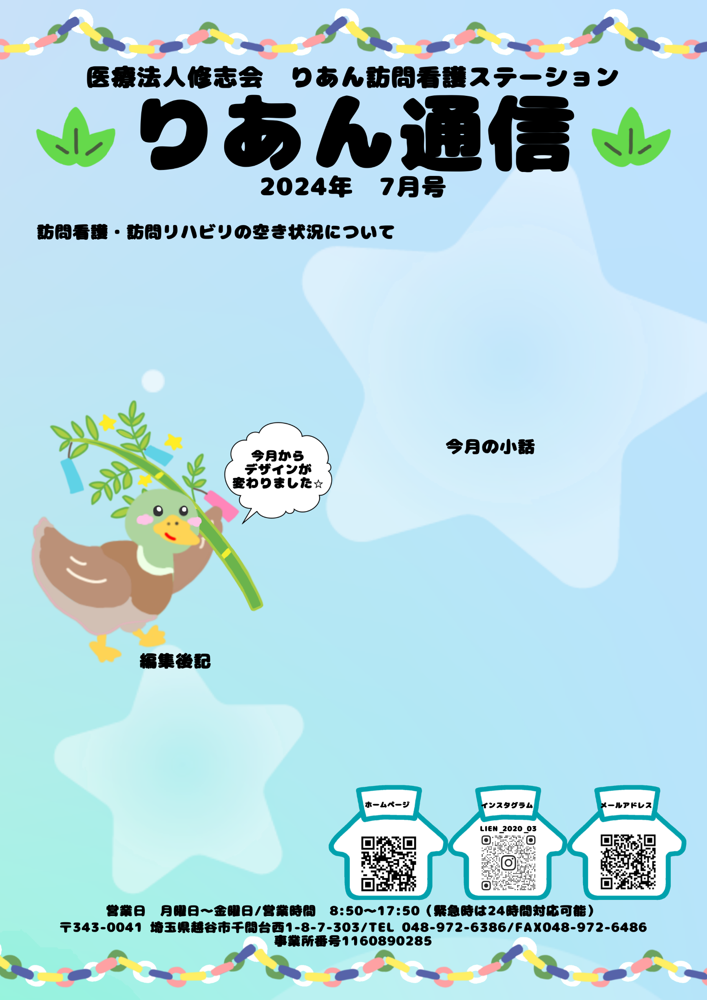 医療法人修志会　りあん訪問看護ステーション
りあん通信
2024年　7月号
訪問看護・訪問リハビリの空き状況について
今月から
デザインが
変わりました☆
今月の小話
編集後記
ホームページ
インスタグラム
LIEN_2020_03
メールアドレス
営業日　月曜日～金曜日/営業時間　8:50～17:50（緊急時は24時間対応可能）
〒343-0041 埼玉県越谷市千間台西1-8-7-303/TEL 048-972-6386/FAX048-972-6486
事業所番号1160890285